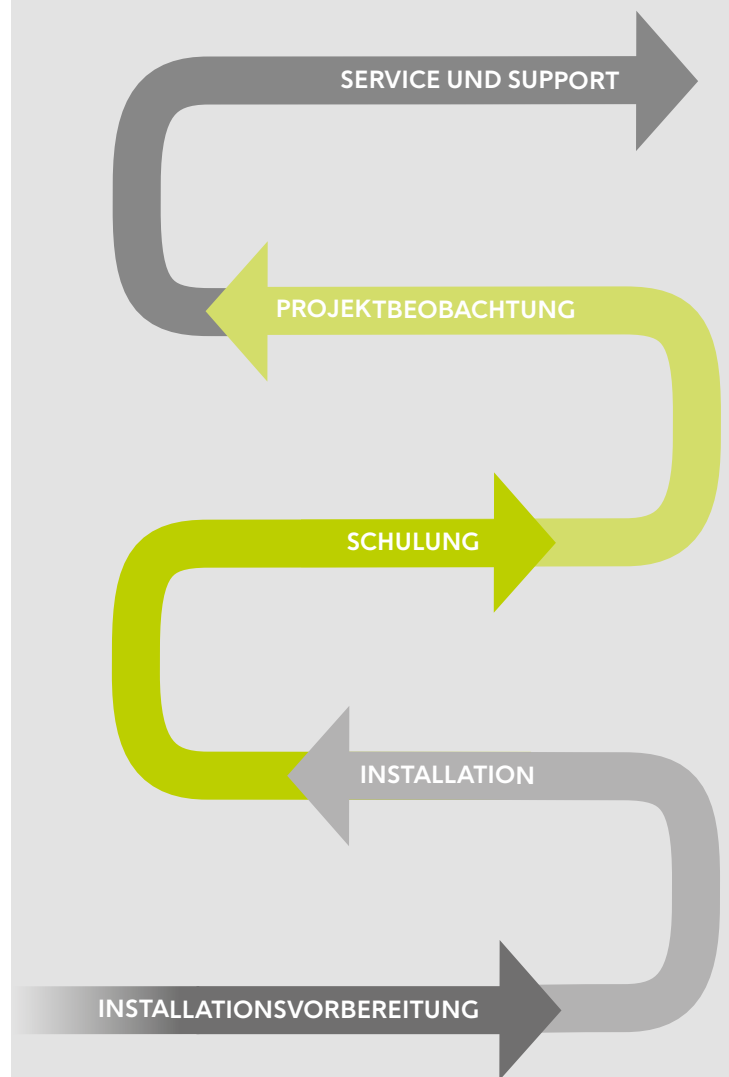 SERVICE UND SUPPORT
PROJEKTBEOBACHTUNG
SCHULUNG
INSTALLATION
INSTALLATIONSVORBEREITUNG